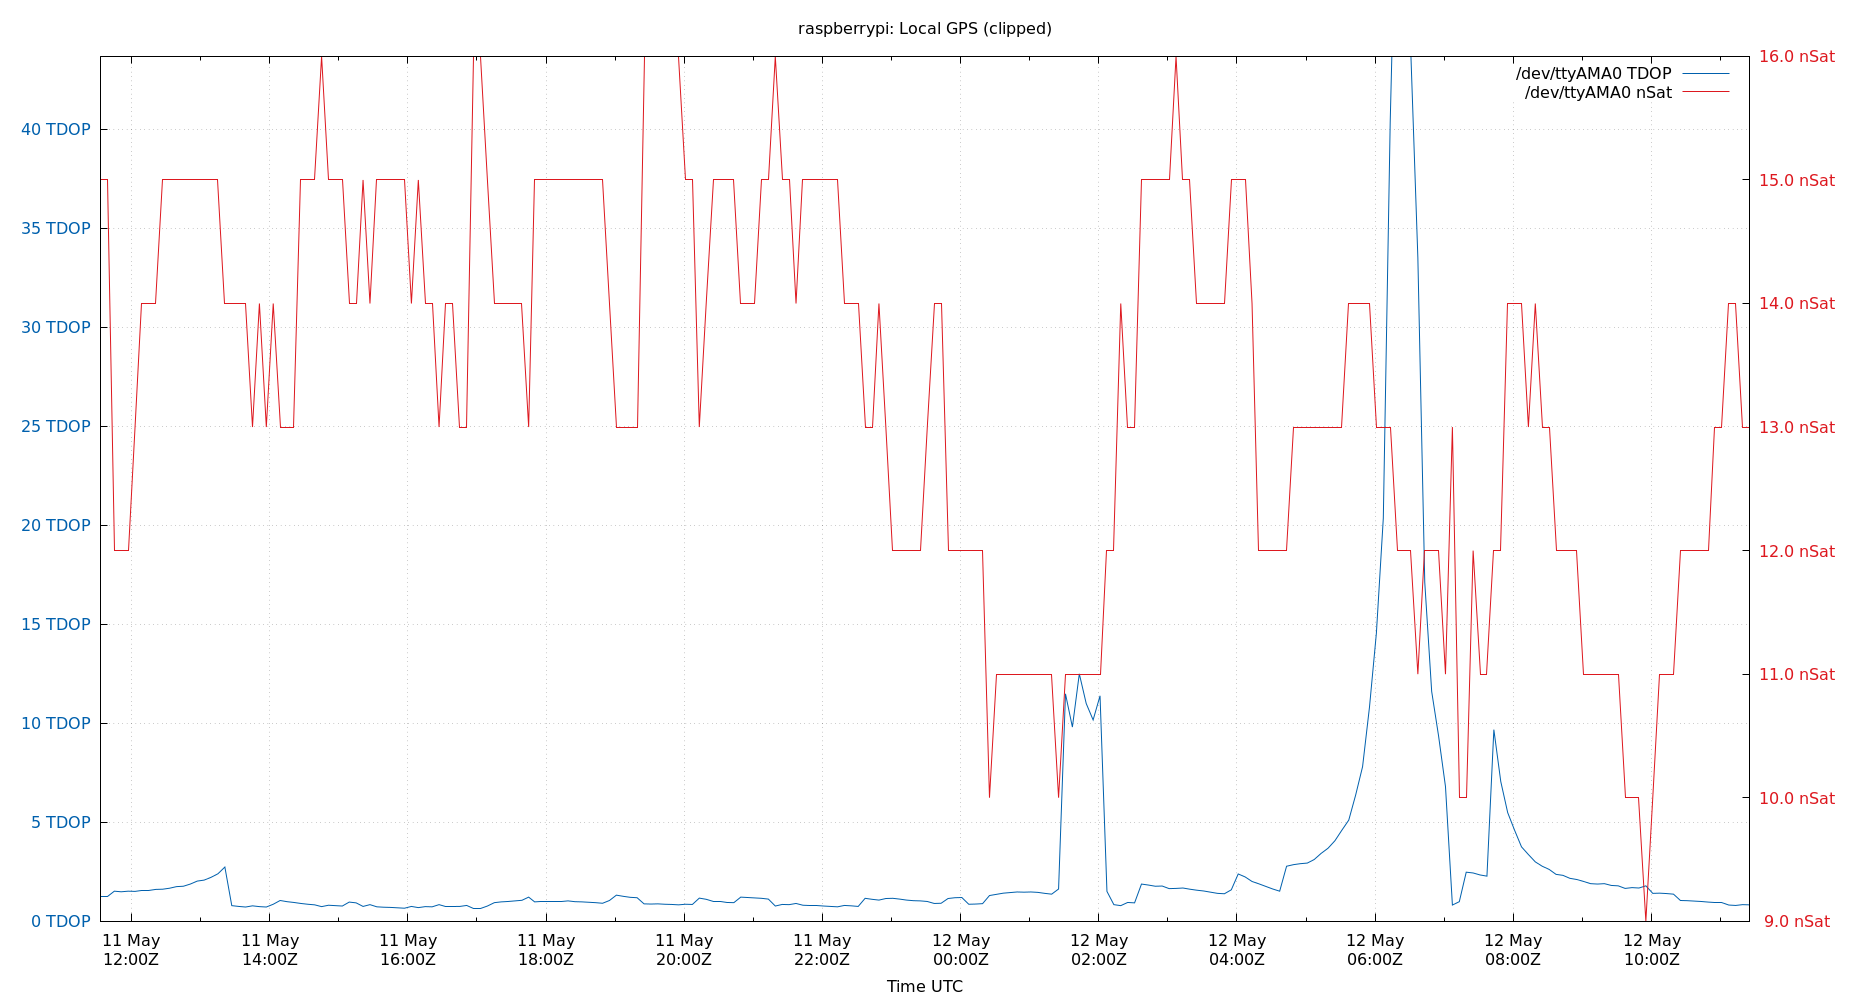 raspberrypi: Local GPS (clipped)
/dev/ttyAMA0 TDOP
/dev/ttyAMA0 nSat
40 TDOP
35 TDOP
30 TDOP
25 TDOP
20 TDOP
15 TDOP
10 TDOP
5 TDOP
0 TDOP
16.0 nSat
15.0 nSat
14.0 nSat
13.0 nSat
12.0 nSat
11.0 nSat
10.0 nSat
9.0 nSat
11 May 11 May 11 May 11 May 11 May 11 May 12 May 12 May 12 May 12 May 12 May 12 May
12:00Z 14:00Z 16:00Z 18:00Z 20:00Z 22:00Z 00:00Z 02:00Z 04:00Z 06:00Z 08:00Z 10:00Z
Time UTC